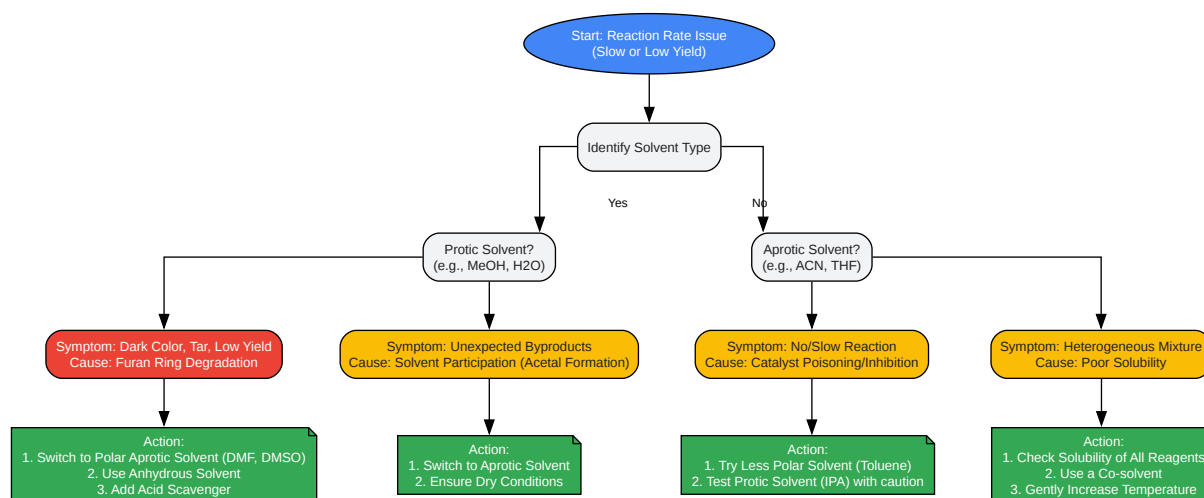 Start: Reaction Rate Issue
(Slow or Low Yield)
Identify Solvent Type
Yes
No
Protic Solvent?
(e.g., MeOH, H2O)
Aprotic Solvent?
(e.g., ACN, THF)
Symptom: Dark Color, Tar, Low Yield
Cause: Furan Ring Degradation
Symptom: Unexpected Byproducts
Cause: Solvent Participation (Acetal Formation)
Symptom: No/Slow Reaction
Cause: Catalyst Poisoning/Inhibition
Symptom: Heterogeneous Mixture
Cause: Poor Solubility
Action:
1. Switch to Polar Aprotic Solvent (DMF, DMSO)
2. Use Anhydrous Solvent
3. Add Acid Scavenger
Action:
1. Switch to Aprotic Solvent
2. Ensure Dry Conditions
Action:
1. Try Less Polar Solvent (Toluene)
2. Test Protic Solvent (IPA) with caution
Action:
1. Check Solubility of All Reagents
2. Use a Co-solvent
3. Gently Increase Temperature